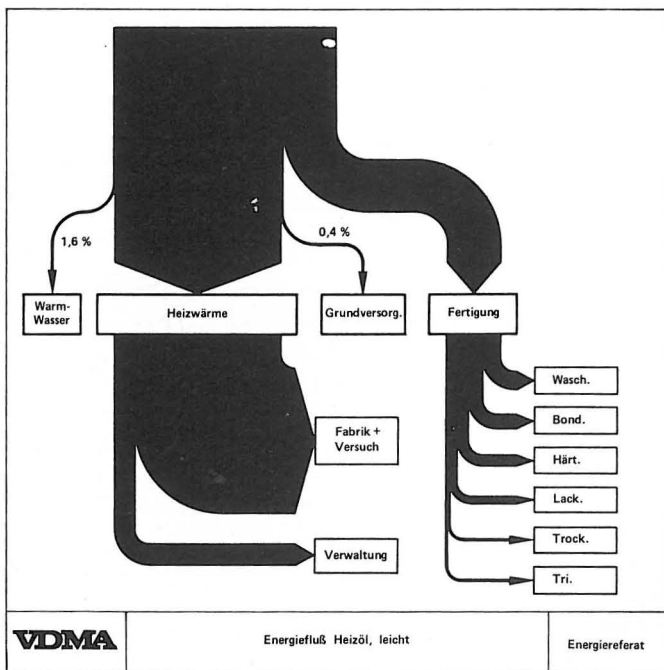 1,6 %
0,4 %
Warm-
Wasser
Heizwärme
Grundversorg.
Fertigung
Wasch.
Bond.
Fabrik +
Versuch
Härt.
Lack.
Trock.
Verwaltung
Tri.
VDMA
Energiefluß Heizöl, leicht
Energiereferat